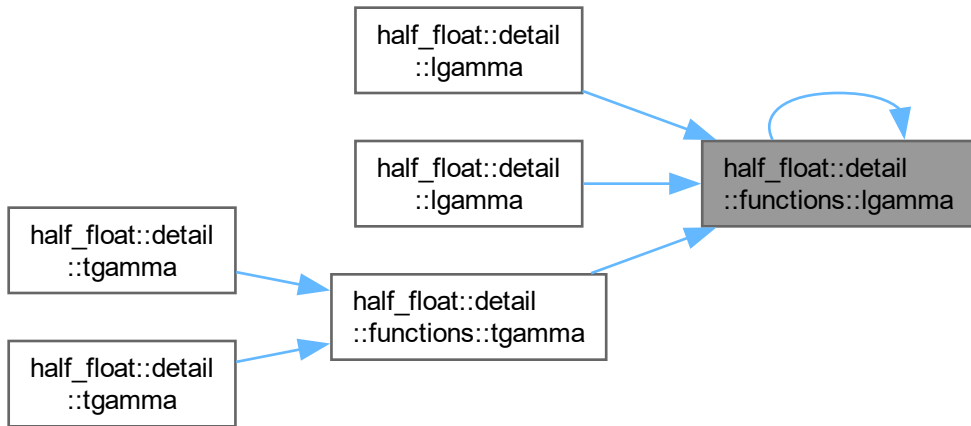 half_float::detail
::lgamma
half_float::detail
::lgamma
half_float::detail
::functions::lgamma
half_float::detail
::tgamma
half_float::detail
::functions::tgamma
half_float::detail
::tgamma